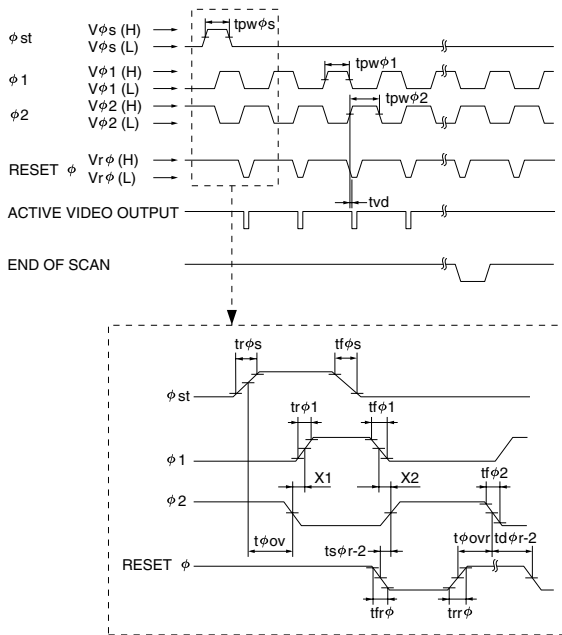 tpwφs
φst
Vφs (H)
Vφs (L)
tpwφ1
φ1
Vφ1 (H)
Vφ1 (L)
φ2
Vφ2 (H)
Vφ2 (L)
tpwφ2
RESET φ
Vrφ (H)
Vrφ (L)
tvd
ACTIVE VIDEO OUTPUT
END OF SCAN
trφs
tfφs
φst
trφ1
tfφ1
φ1
X1
X2
tfφ2
φ2
tφov
tsφr-2
tφovr
tdφr-2
RESET φ
tfrφ
trrφ